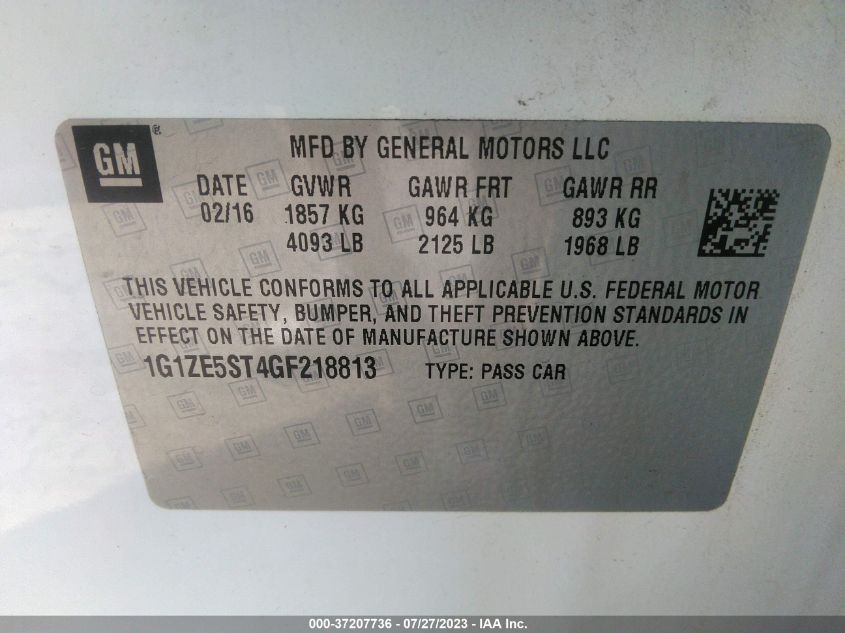 GM ® MFD BY GENERAL MOTORS LLC
DATE GVWR GAWR FRT GAWR RR
02/16 1857 KG 964 KG 893 KG
4093 LB 2125 LB 1968 LB
THIS VEHICLE CONFORMS TO ALL APPLICABLE U.S. FEDERAL MOTOR
VEHICLE SAFETY, BUMPER, AND THEFT PREVENTION STANDARDS IN
EFFECT ON THE DATE OF MANUFACTURE SHOWN ABOVE.
1G1ZE5ST4GF218813 TYPE: PASS CAR
000-37207736 - 07/27/2023 - IAA Inc.